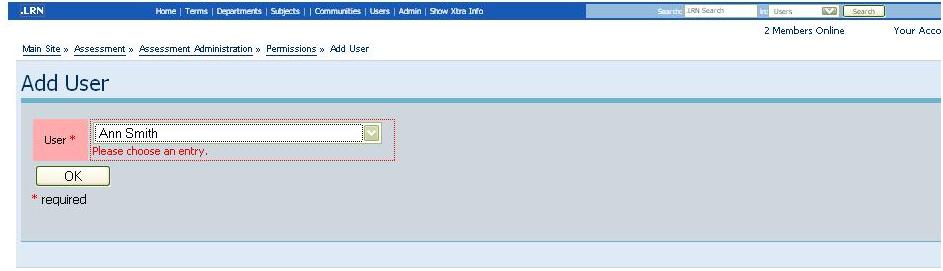 .LRN Home | Terms | Departments | Subjects | | Communities | Users | Admin | Show Xtra Info Search: .LRN Search in: Users Search
2 Members Online Your Acco
Main Site » Assessment » Assessment Administration » Permissions » Add User
Add User
User * Ann Smith
Please choose an entry.
OK
* required